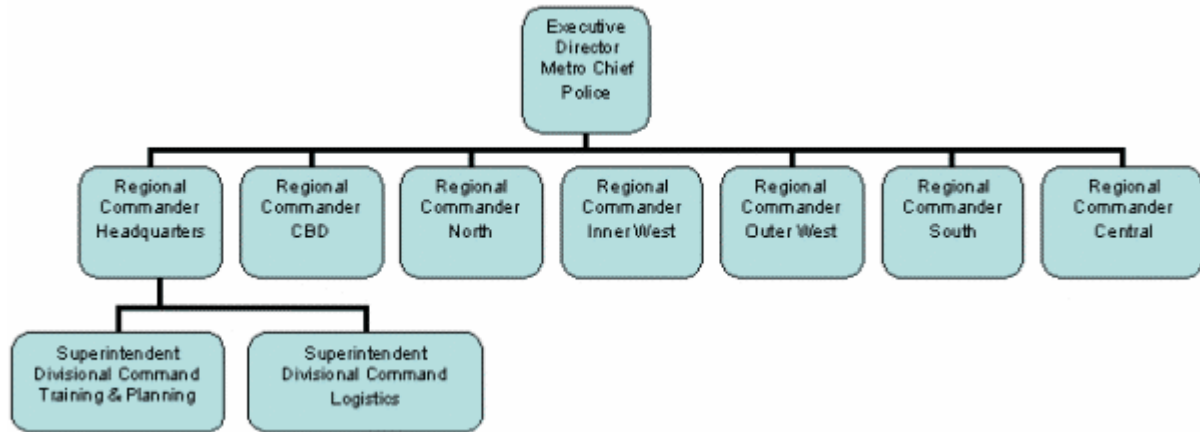 Executive
Director
Metro Chief
Police
Regional
Commander
Headquarters
Regional
Commander
CBD
Regional
Commander
North
Regional
Commander
Inner West
Regional
Commander
Outer West
Regional
Commander
South
Regional
Commander
Central
Superintendent
Divisional Command
Training & Planning
Superintendent
Divisional Command
Logistics